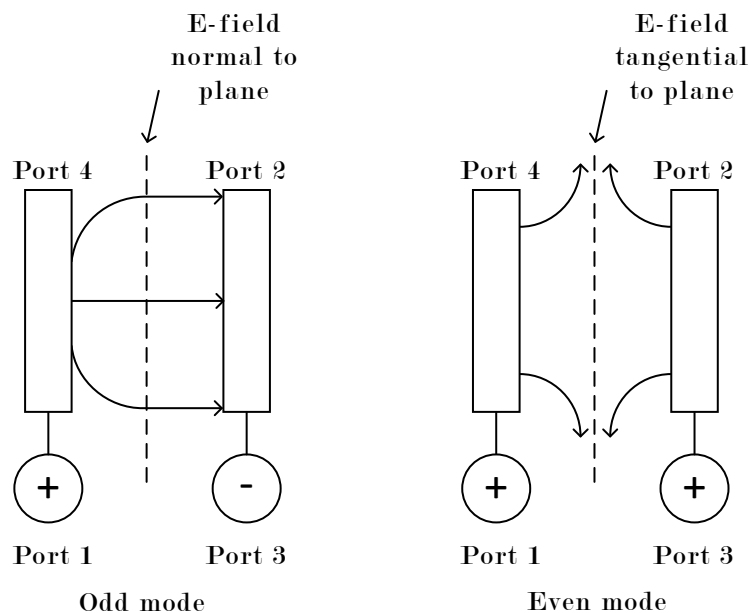 E-field
normal to
plane
E-field
tangential
to plane
Port 4
Port 2
Port 4
Port 2
+
-
+
+
Port 1
Port 3
Port 1
Port 3
Odd mode
Even mode